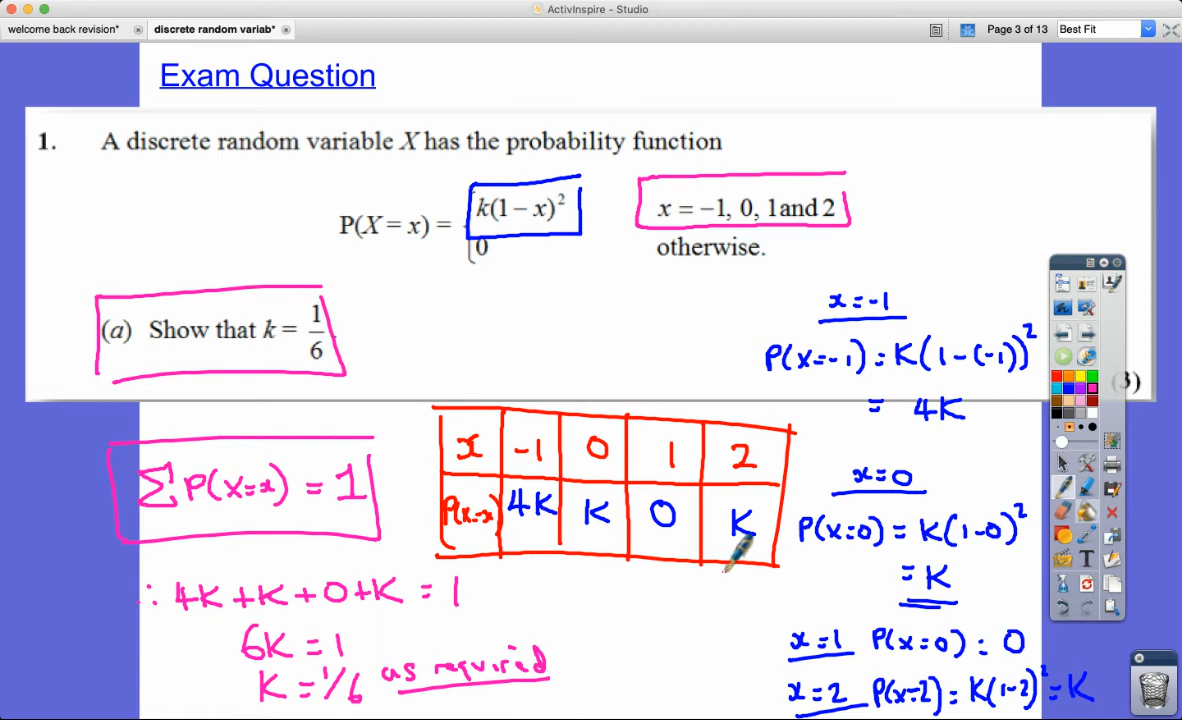 ActivInspire - Studio
welcome back revision*
discrete random variab*
Page 3 of 13
Best Fit
Exam Question
1. A discrete random variable X has the probability function
P(X = x) = k(1 – x)² x = –1, 0, 1and 2
0 otherwise.
(a) Show that k = 1/6
(3)
x=-1
P(x=-1) = K(1-(-1))²
= 4K
x -1 0 1 2
P(x=x) 4K K 0 K
∑P(x=x) = 1
∴ 4K+K+0+K = 1
6K = 1
K = 1/6 as required
x=0
P(x=0) = K(1-0)²
= K
x=1 P(x=0) = 0
x=2 P(x=2) = K(1-2)² = K
T